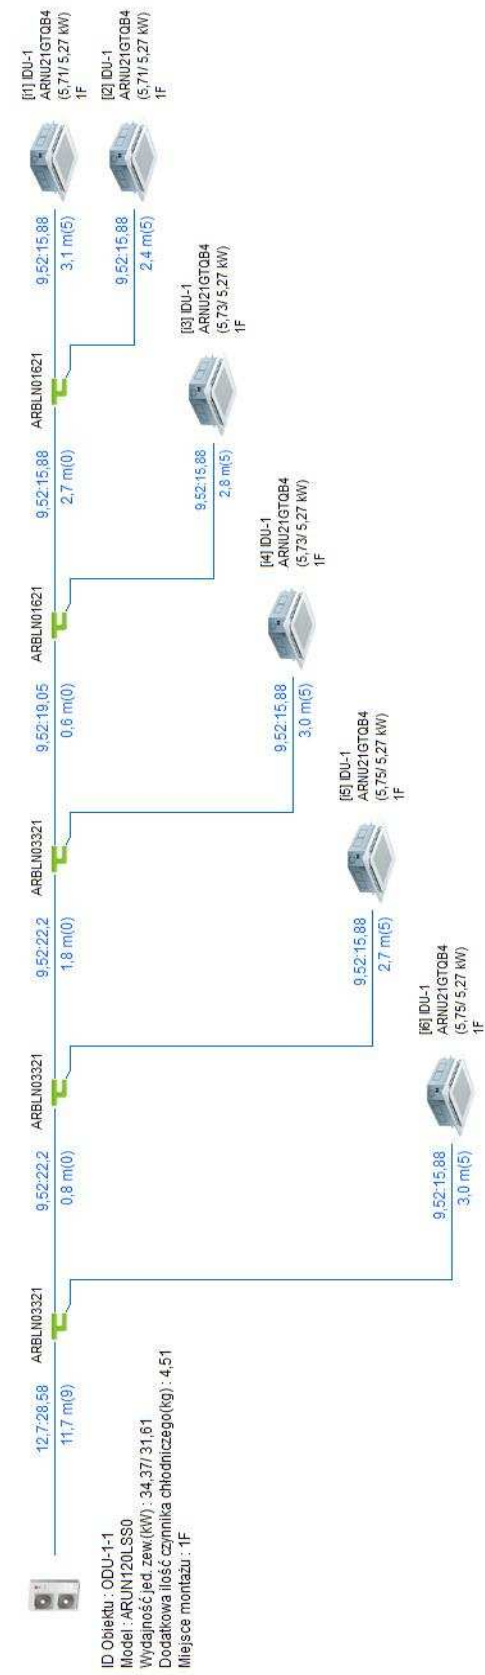 ID Obiektu : ODU-1-1
Model : ARUN120LSS0
Wydajność jed. zew.(kW) : 34,37/ 31,61
Dodatkowa ilość czynnika chłodniczego(kg) : 4,51
Miejsce montażu : 1F
12,7:28,58
11,7 m(9)
ARBLN03321
9,52:22,2
0,8 m(0)
ARBLN03321
9,52:22,2
1,8 m(0)
ARBLN03321
9,52:19,05
0,6 m(0)
ARBLN01621
9,52:15,88
2,7 m(0)
ARBLN01621
9,52:15,88
3,1 m(5)
[i1] IDU-1
ARNU21GTQB4
(5,71/ 5,27 kW)
1F
9,52:15,88
2,4 m(5)
[i2] IDU-1
ARNU21GTQB4
(5,71/ 5,27 kW)
1F
9,52:15,88
2,8 m(5)
[i3] IDU-1
ARNU21GTQB4
(5,73/ 5,27 kW)
1F
9,52:15,88
3,0 m(5)
[i4] IDU-1
ARNU21GTQB4
(5,73/ 5,27 kW)
1F
9,52:15,88
2,7 m(5)
[i5] IDU-1
ARNU21GTQB4
(5,75/ 5,27 kW)
1F
9,52:15,88
3,0 m(5)
[i6] IDU-1
ARNU21GTQB4
(5,75/ 5,27 kW)
1F